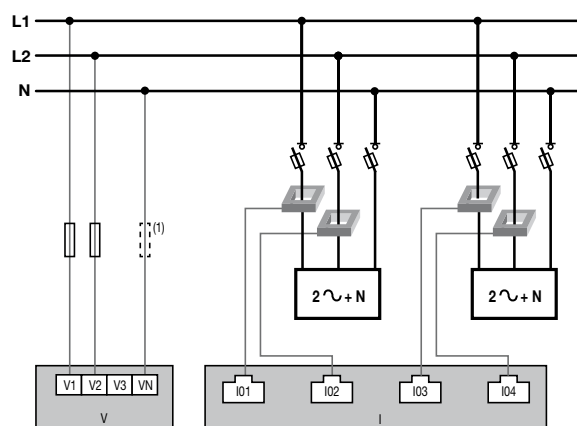 L1
L2
N
(1)
2 ∿ + N
2 ∿ + N
V1 V2 V3 VN
I01 I02 I03 I04
V
I